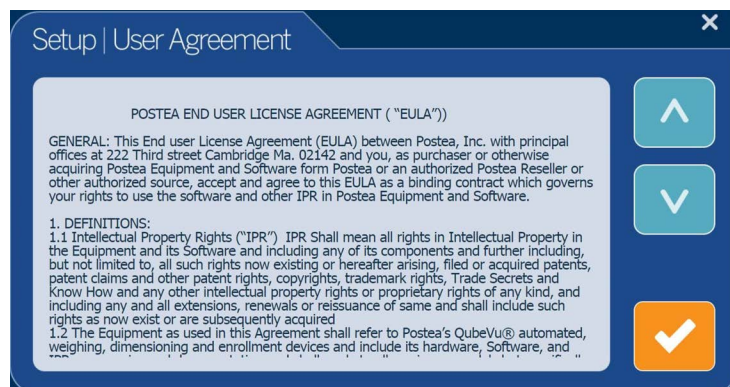 Setup | User Agreement
POSTEA END USER LICENSE AGREEMENT ( “EULA”))
GENERAL: This End user License Agreement (EULA) between Postea, Inc. with principal
offices at 222 Third street Cambridge Ma. 02142 and you, as purchaser or otherwise
acquiring Postea Equipment and Software form Postea or an authorized Postea Reseller or
other authorized source, accept and agree to this EULA as a binding contract which governs
your rights to use the software and other IPR in Postea Equipment and Software.
1. DEFINITIONS:
1.1 Intellectual Property Rights (“IPR”) IPR Shall mean all rights in Intellectual Property in
the Equipment and its Software and including any of its components and further including,
but not limited to, all such rights now existing or hereafter arising, filed or acquired patents,
patent claims and other patent rights, copyrights, trademark rights, Trade Secrets and
Know How and any other intellectual property rights or proprietary rights of any kind, and
including any and all extensions, renewals or reissuance of same and shall include such
rights as now exist or are subsequently acquired
1.2 The Equipment as used in this Agreement shall refer to Postea’s QubeVu® automated,
weighing, dimensioning and enrollment devices and include its hardware, Software, and